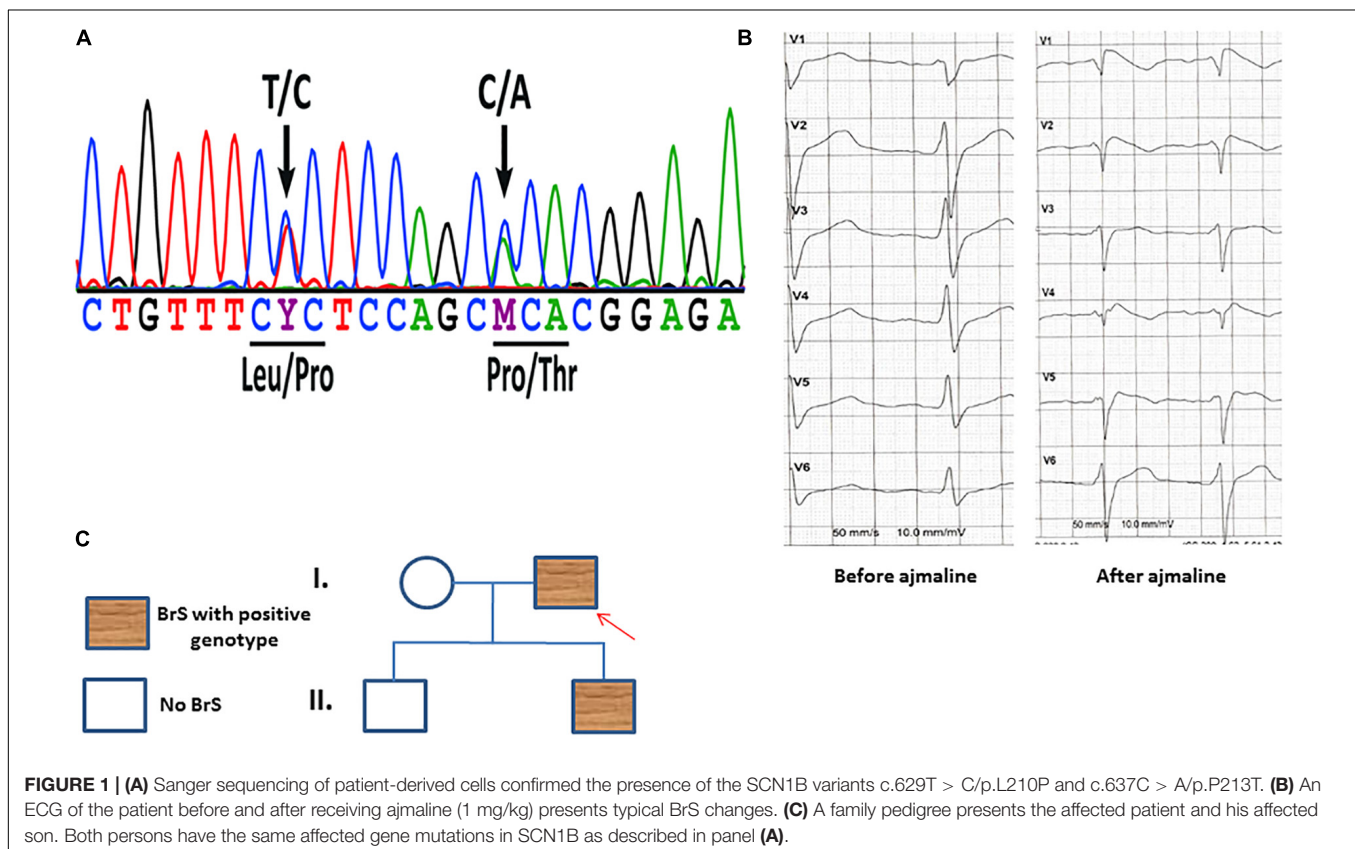 A
T/C
C/A
CTGTTTCYCTCCAGCMCACGGAGA
Leu/Pro
Pro/Thr
B
V1
V2
V3
V4
V5
V6
50 mm/s 10.0 mm/mV
Before ajmaline
V1
V2
V3
V4
V5
V6
50 mm/s 10.0 mm/mV
After ajmaline
C
BrS with positive
genotype
No BrS
I.
II.
FIGURE 1 | (A) Sanger sequencing of patient-derived cells confirmed the presence of the SCN1B variants c.629T > C/p.L210P and c.637C > A/p.P213T. (B) An
ECG of the patient before and after receiving ajmaline (1 mg/kg) presents typical BrS changes. (C) A family pedigree presents the affected patient and his affected
son. Both persons have the same affected gene mutations in SCN1B as described in panel (A).